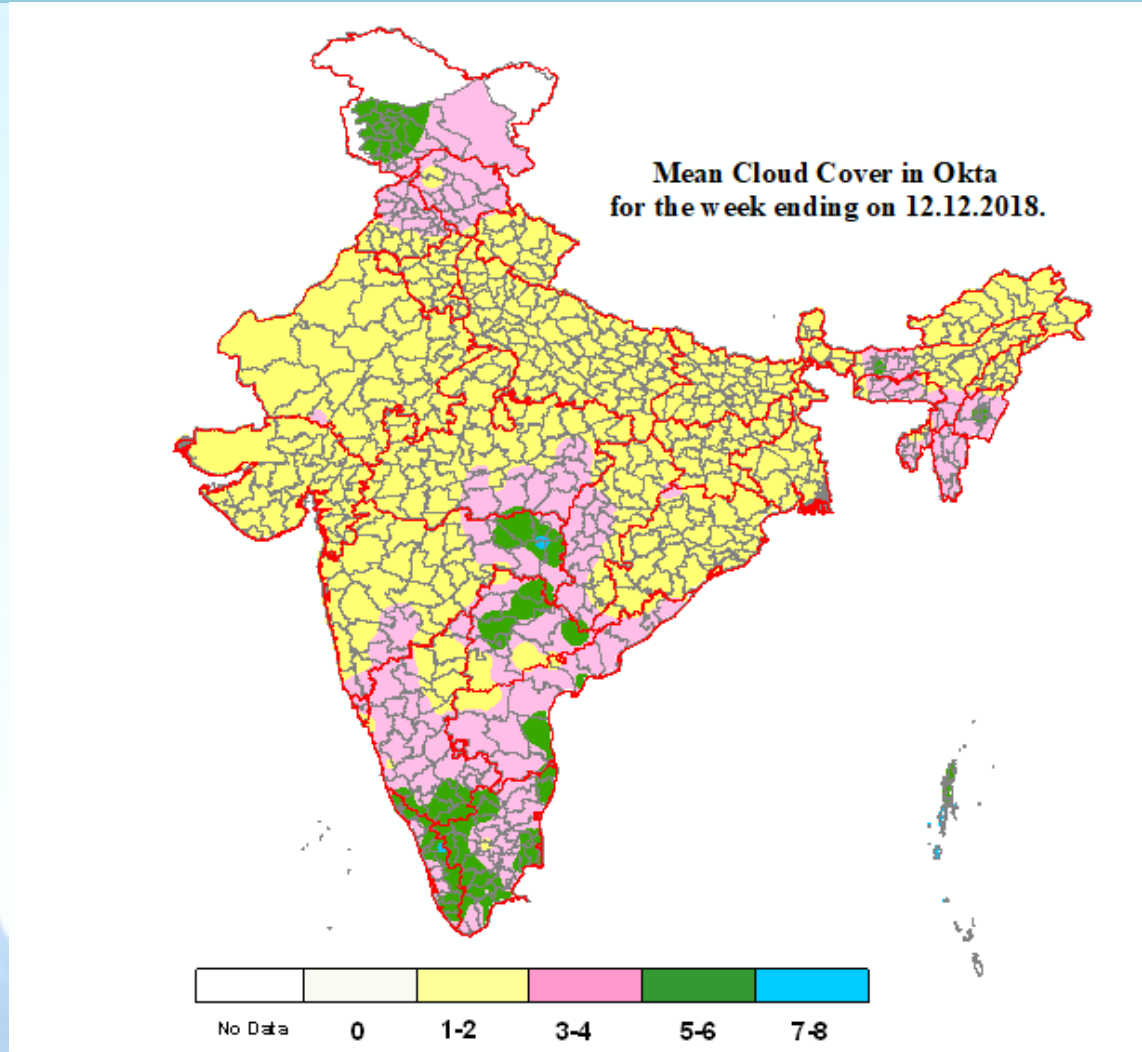 Mean Cloud Cover in Okta
for the week ending on 12.12.2018.
No Data 0 1-2 3-4 5-6 7-8